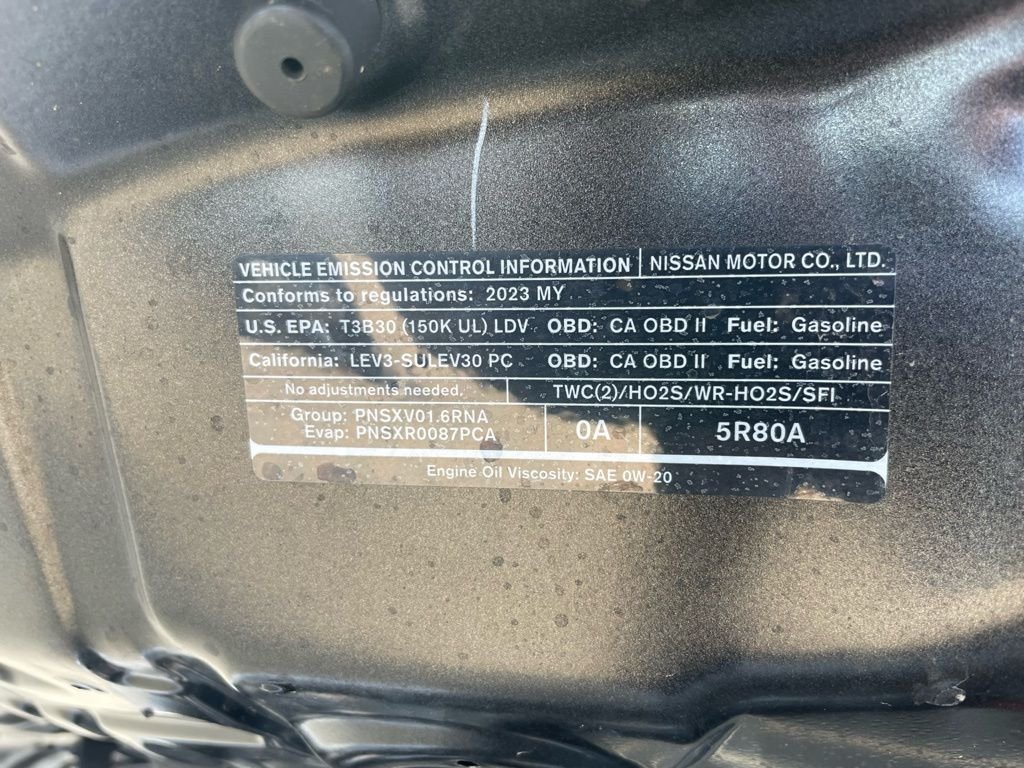 VEHICLE EMISSION CONTROL INFORMATION NISSAN MOTOR CO., LTD.
Conforms to regulations: 2023 MY
U.S. EPA: T3B30 (150K UL) LDV OBD: CA OBD II Fuel: Gasoline
California: LEV3-SULEV30 PC OBD: CA OBD II Fuel: Gasoline
No adjustments needed. TWC(2)/HO2S/WR-HO2S/SFI
Group: PNSXV01.6RNA
Evap: PNSXR0087PCA
0A 5R80A
Engine Oil Viscosity: SAE 0W-20